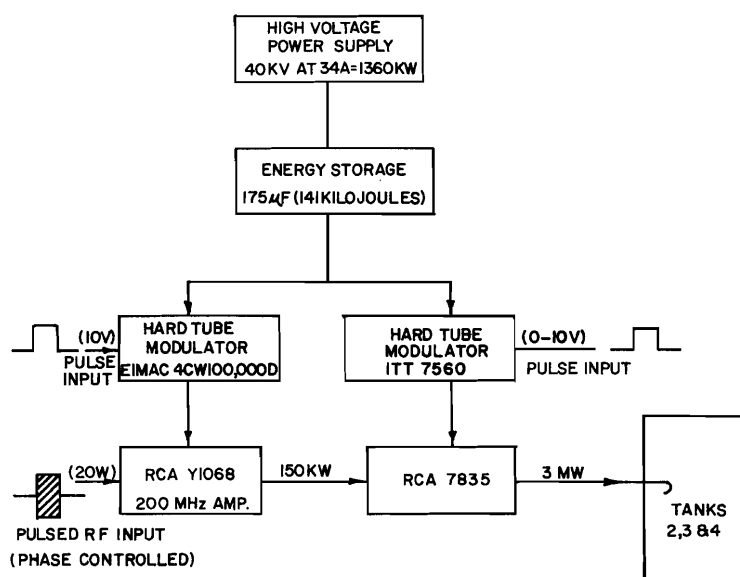 HIGH VOLTAGE
POWER SUPPLY
40KV AT 34A=1360KW
ENERGY STORAGE
175μF (141KILOJOULES)
(10V)
PULSE
INPUT
HARD TUBE
MODULATOR
EIMAC 4CW100,000D
HARD TUBE
MODULATOR
ITT 7560
(0-10V)
PULSE INPUT
(20W)
RCA Y1068
200 MHz AMP.
150KW
RCA 7835
3 MW
TANKS
2,3 &4
PULSED RF INPUT
(PHASE CONTROLLED)